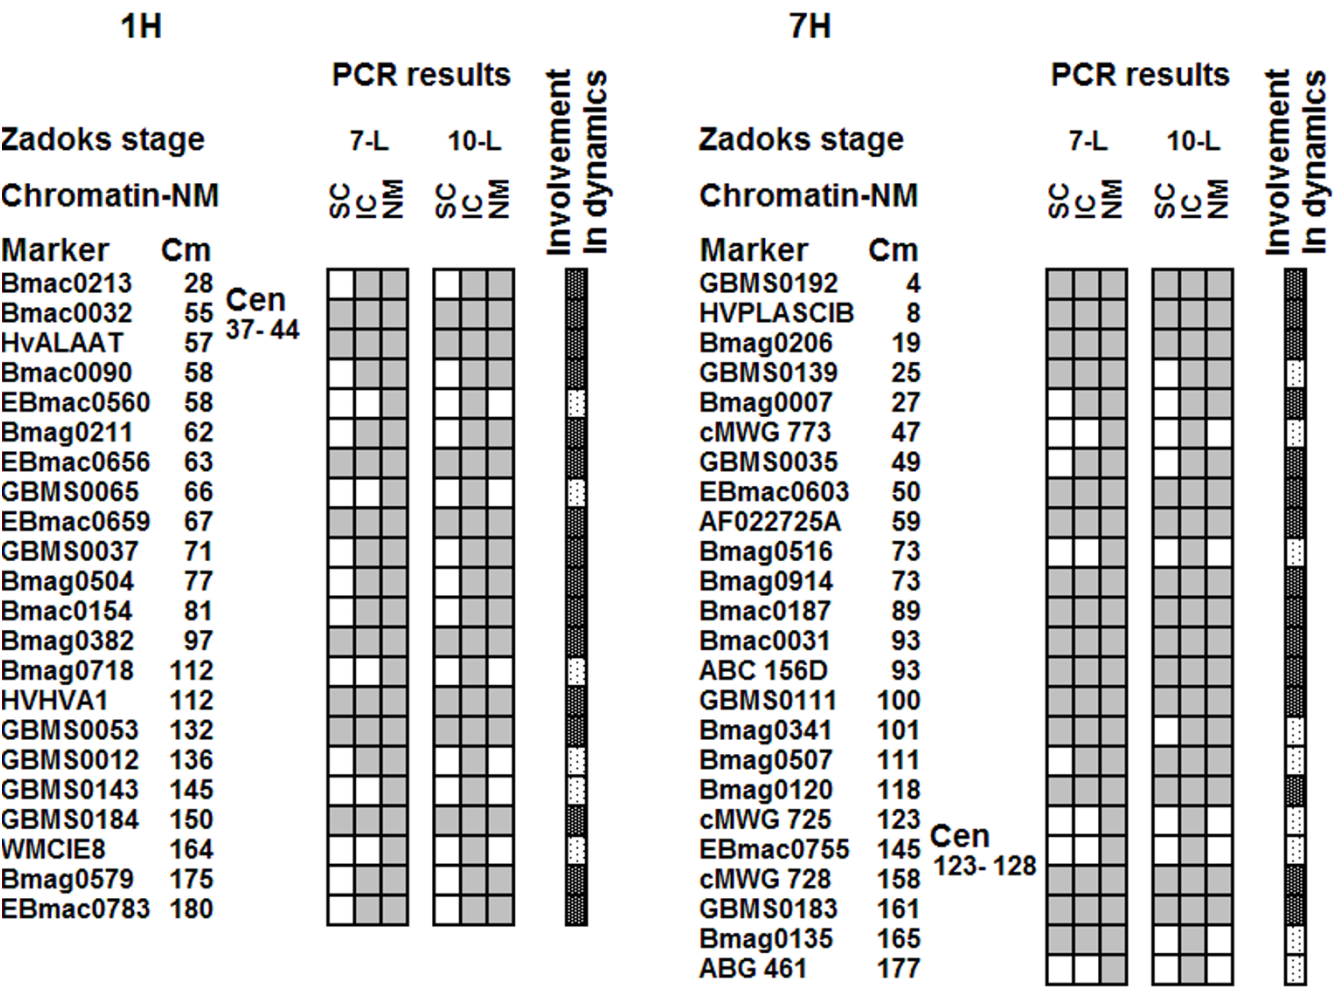 1H
PCR results
Involvement
In dynamics
Zadoks stage 7-L 10-L
Chromatin-NM SC IC NM SC IC NM
Marker Cm
Bmac0213 28
Bmac0032 55
HvALAAT 57
Bmac0090 58
EBmac0560 58
Bmag0211 62
EBmac0656 63
GBMS0065 66
EBmac0659 67
GBMS0037 71
Bmag0504 77
Bmac0154 81
Bmag0382 97
Bmag0718 112
HVHVA1 112
GBMS0053 132
GBMS0012 136
GBMS0143 145
GBMS0184 150
WMCIE8 164
Bmag0579 175
EBmac0783 180
Cen
37-44
7H
PCR results
Involvement
In dynamics
Zadoks stage 7-L 10-L
Chromatin-NM SC IC NM SC IC NM
Marker Cm
GBMS0192 4
HVPLASCIB 8
Bmag0206 19
GBMS0139 25
Bmag0007 27
cMWG 773 47
GBMS0035 49
EBmac0603 50
AF022725A 59
Bmag0516 73
Bmag0914 73
Bmac0187 89
Bmac0031 93
ABC 156D 93
GBMS0111 100
Bmag0341 101
Bmag0507 111
Bmag0120 118
cMWG 725 123
EBmac0755 145
cMWG 728 158
GBMS0183 161
Bmag0135 165
ABG 461 177
Cen
123-128